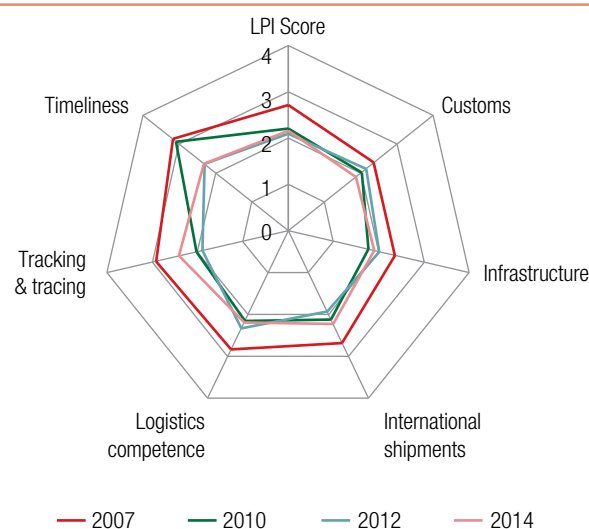 LPI Score
4
3
2
1
0
Customs
Infrastructure
International
shipments
Logistics
competence
Tracking
& tracing
Timeliness
2007 2010 2012 2014